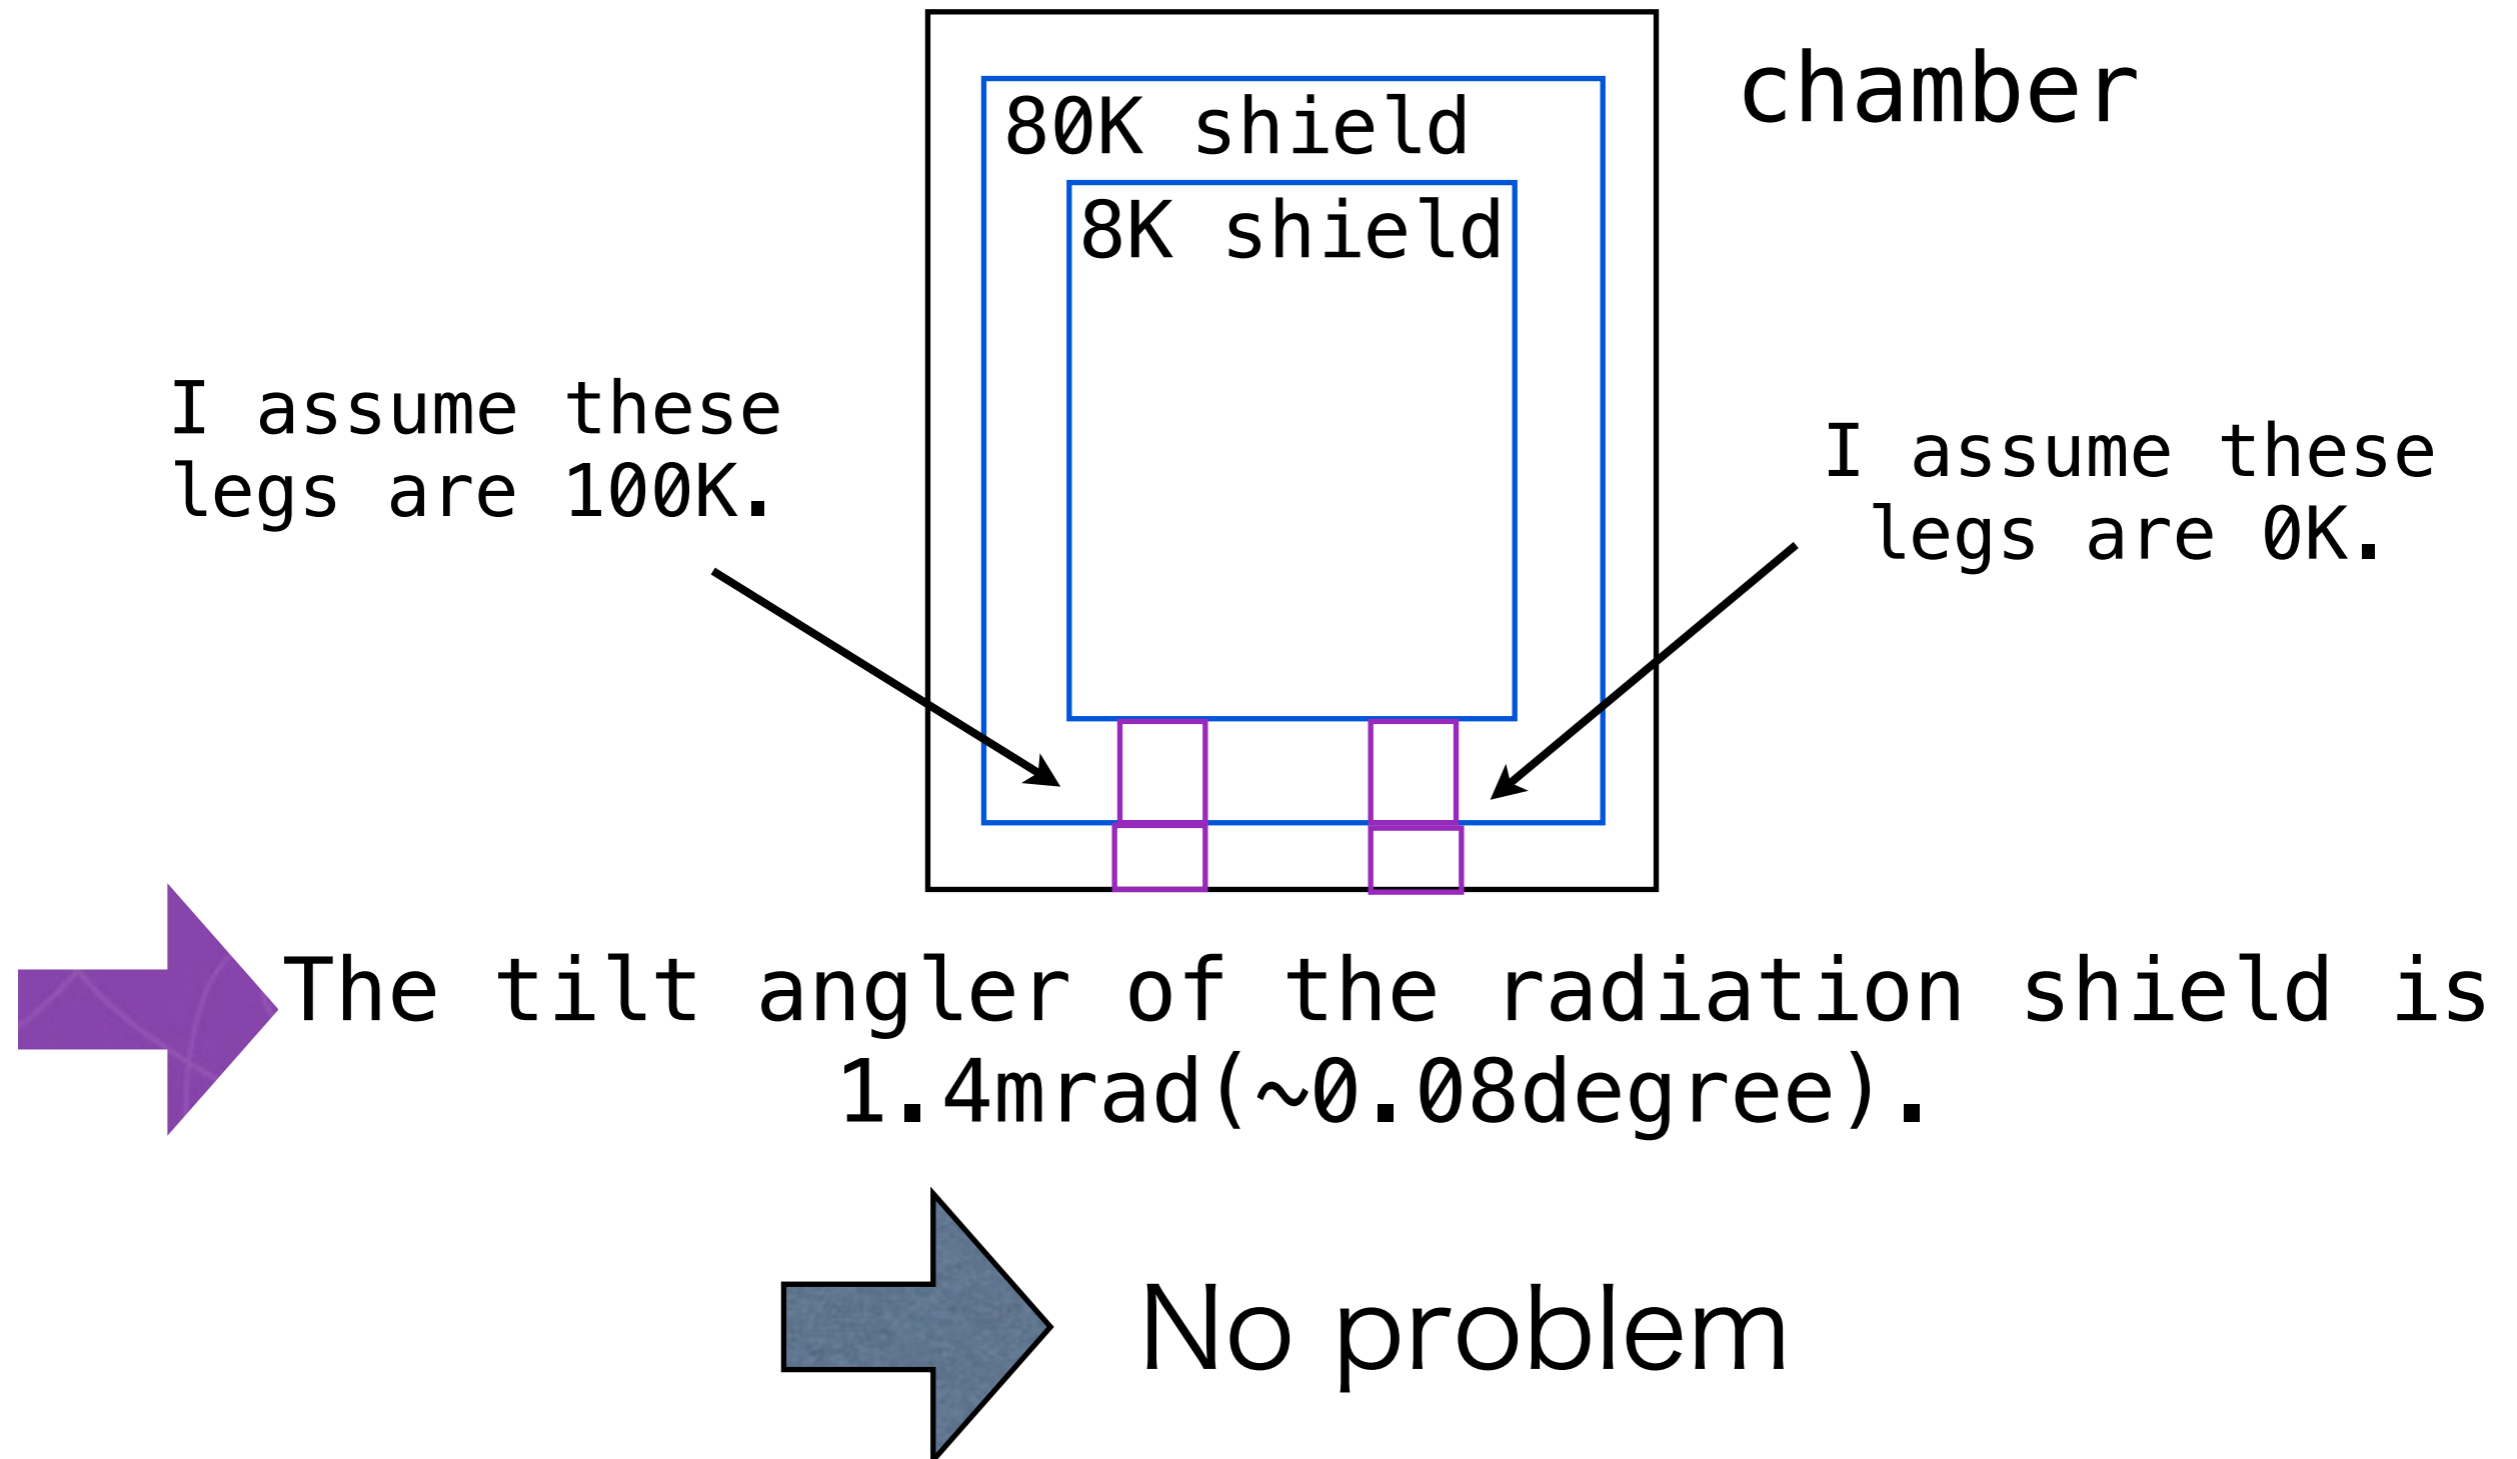 chamber
80K shield
8K shield
I assume these
legs are 100K.
I assume these
legs are 0K.
The tilt angler of the radiation shield is
1.4mrad(~0.08degree).
No problem